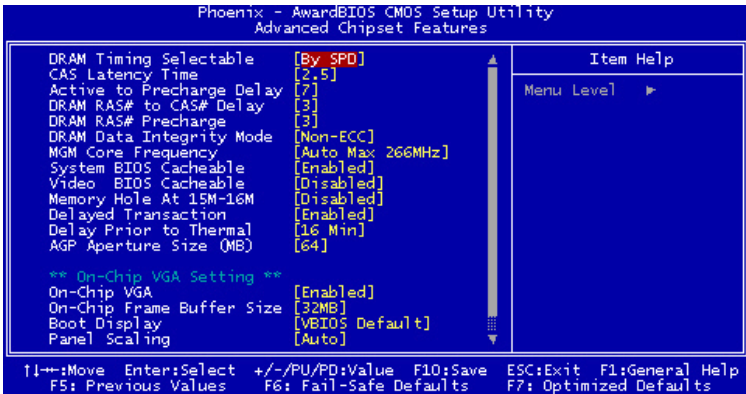 Phoenix - AwardBIOS CMOS Setup Utility
Advanced Chipset Features
DRAM Timing Selectable [By SPD]
CAS Latency Time [2.5]
Active to Precharge Delay [7]
DRAM RAS# to CAS# Delay [3]
DRAM RAS# Precharge [3]
DRAM Data Integrity Mode [Non-ECC]
MGM Core Frequency [Auto Max 266MHz]
System BIOS Cacheable [Enabled]
Video BIOS Cacheable [Disabled]
Memory Hole At 15M-16M [Disabled]
Delayed Transaction [Enabled]
Delay Prior to Thermal [16 Min]
AGP Aperture Size (MB) [64]
** On-Chip VGA Setting **
On-Chip VGA [Enabled]
On-Chip Frame Buffer Size [32MB]
Boot Display [VBIOS Default]
Panel Scaling [Auto]
Item Help
Menu Level ►
↑↓→←:Move Enter:Select +/-/PU/PD:Value F10:Save ESC:Exit F1:General Help
F5: Previous Values F6: Fail-Safe Defaults F7: Optimized Defaults